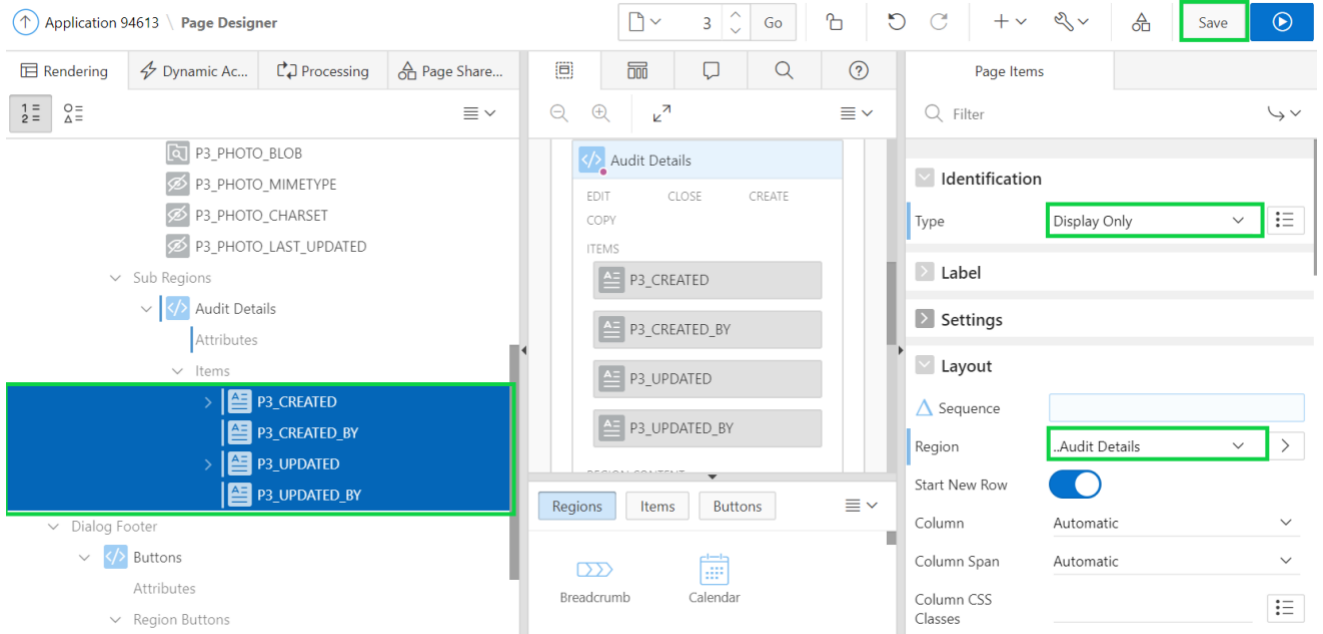 Application 94613 \ Page Designer
3 Go Save
Rendering Dynamic Ac... Processing Page Share...
Page Items
Filter
P3_PHOTO_BLOB
P3_PHOTO_MIMETYPE
P3_PHOTO_CHARSET
P3_PHOTO_LAST_UPDATED
Sub Regions
Audit Details
Attributes
Items
P3_CREATED
P3_CREATED_BY
P3_UPDATED
P3_UPDATED_BY
Dialog Footer
Buttons
Attributes
Region Buttons
Audit Details
EDIT CLOSE CREATE
COPY
ITEMS
P3_CREATED
P3_CREATED_BY
P3_UPDATED
P3_UPDATED_BY
REGION CONTENT
Regions Items Buttons
Breadcrumb Calendar
Identification
Type Display Only
Label
Settings
Layout
Sequence
Region ..Audit Details
Start New Row
Column Automatic
Column Span Automatic
Column CSS
Classes